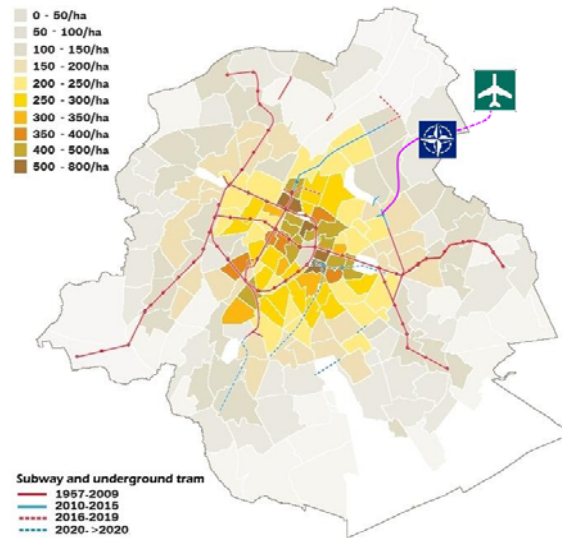 0 - 50/ha
50 - 100/ha
100 - 150/ha
150 - 200/ha
200 - 250/ha
250 - 300/ha
300 - 350/ha
350 - 400/ha
400 - 500/ha
500 - 800/ha
Subway and underground tram
1957-2009
2010-2015
2016-2019
2020- >2020